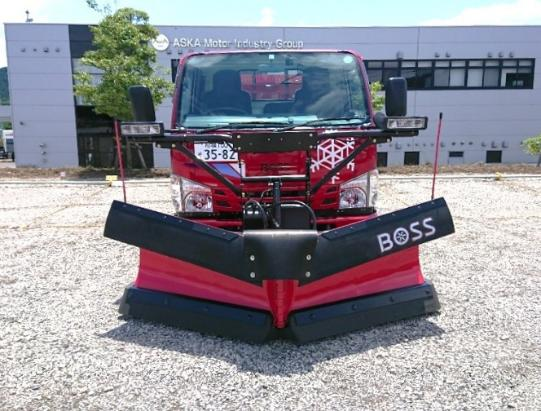 ASKA Motor Industry Group
35-82
BOSS